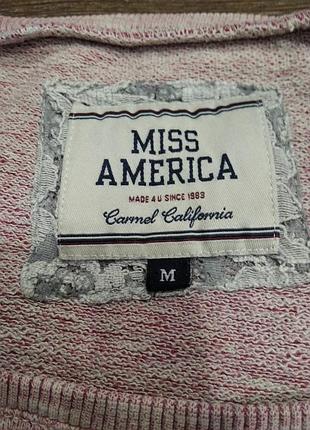 MISS
AMERICA
MADE 4 U SINCE 1983
Carmel California
M